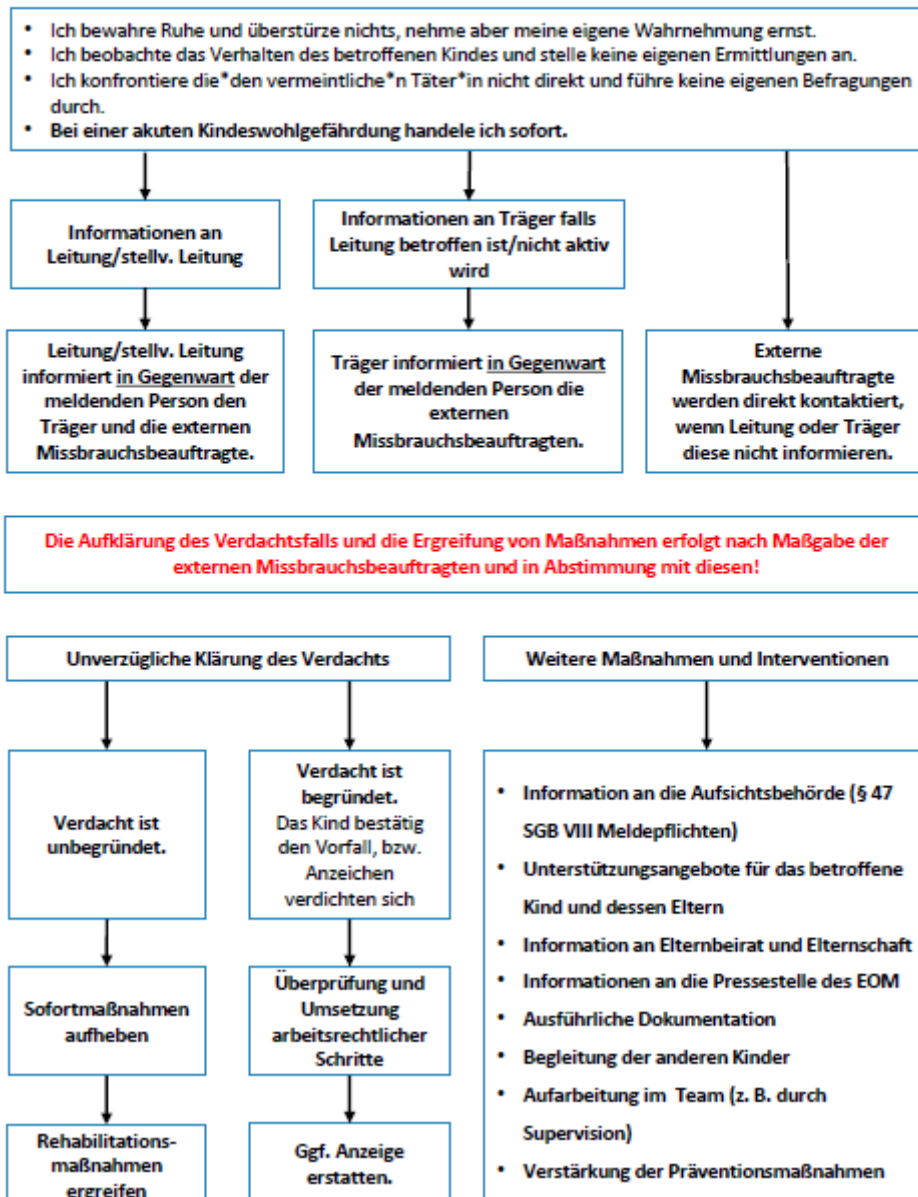 • Ich bewahre Ruhe und überstürze nichts, nehme aber meine eigene Wahrnehmung ernst.
• Ich beobachte das Verhalten des betroffenen Kindes und stelle keine eigenen Ermittlungen an.
• Ich konfrontiere die*den vermeintliche*n Täter*in nicht direkt und führe keine eigenen Befragungen
durch.
• Bei einer akuten Kindeswohlgefährdung handele ich sofort.
Informationen an
Leitung/stellv. Leitung
Informationen an Träger falls
Leitung betroffen ist/nicht aktiv
wird
Leitung/stellv. Leitung
informiert in Gegenwart der
meldenden Person den
Träger und die externen
Missbrauchsbeauftragte.
Träger informiert in Gegenwart
der meldenden Person die
externen
Missbrauchsbeauftragten.
Externe
Missbrauchsbeauftragte
werden direkt kontaktiert,
wenn Leitung oder Träger
diese nicht informieren.
Die Aufklärung des Verdachtsfalls und die Ergreifung von Maßnahmen erfolgt nach Maßgabe der
externen Missbrauchsbeauftragten und in Abstimmung mit diesen!
Unverzügliche Klärung des Verdachts
Verdacht ist
unbegründet.
Sofortmaßnahmen
aufheben
Rehabilitations-
maßnahmen
ergreifen
Verdacht ist
begründet.
Das Kind bestätig
den Vorfall, bzw.
Anzeichen
verdichten sich
Überprüfung und
Umsetzung
arbeitsrechtlicher
Schritte
Ggf. Anzeige
erstatten.
Weitere Maßnahmen und Interventionen
• Information an die Aufsichtsbehörde (§ 47
SGB VIII Meldepflichten)
• Unterstützungsangebote für das betroffene
Kind und dessen Eltern
• Information an Elternbeirat und Elternschaft
• Informationen an die Pressestelle des EOM
• Ausführliche Dokumentation
• Begleitung der anderen Kinder
• Aufarbeitung im Team (z. B. durch
Supervision)
• Verstärkung der Präventionsmaßnahmen